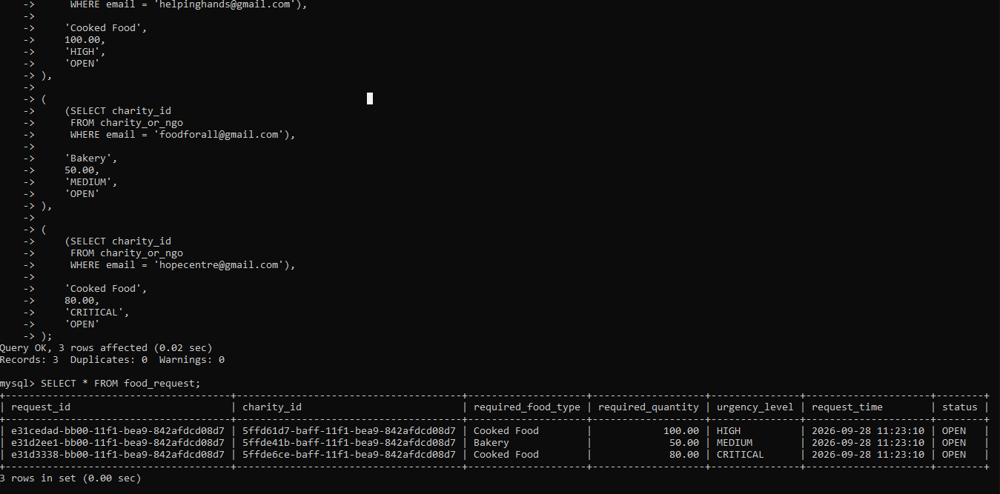 ->      WHERE email = 'helpinghands@gmail.com'),
    ->
    ->     'Cooked Food',
    ->     100.00,
    ->     'HIGH',
    ->     'OPEN'
    -> ),
    ->
    -> (
    ->     (SELECT charity_id
    ->      FROM charity_or_ngo
    ->      WHERE email = 'foodforall@gmail.com'),
    ->
    ->     'Bakery',
    ->     50.00,
    ->     'MEDIUM',
    ->     'OPEN'
    -> ),
    ->
    -> (
    ->     (SELECT charity_id
    ->      FROM charity_or_ngo
    ->      WHERE email = 'hopecentre@gmail.com'),
    ->
    ->     'Cooked Food',
    ->     80.00,
    ->     'CRITICAL',
    ->     'OPEN'
    -> );
Query OK, 3 rows affected (0.02 sec)
Records: 3  Duplicates: 0  Warnings: 0

mysql> SELECT * FROM food_request;
+--------------------------------------+--------------------------------------+--------------------+-------------------+---------------+---------------------+--------+
| request_id                           | charity_id                           | required_food_type | required_quantity | urgency_level | request_time        | status |
+--------------------------------------+--------------------------------------+--------------------+-------------------+---------------+---------------------+--------+
| e31cedad-bb00-11f1-bea9-842afdcd08d7 | 5ffd61d7-baff-11f1-bea9-842afdcd08d7 | Cooked Food        |            100.00 | HIGH          | 2026-09-28 11:23:10 | OPEN   |
| e31d2ee1-bb00-11f1-bea9-842afdcd08d7 | 5ffde41b-baff-11f1-bea9-842afdcd08d7 | Bakery             |             50.00 | MEDIUM        | 2026-09-28 11:23:10 | OPEN   |
| e31d3338-bb00-11f1-bea9-842afdcd08d7 | 5ffde6ce-baff-11f1-bea9-842afdcd08d7 | Cooked Food        |             80.00 | CRITICAL      | 2026-09-28 11:23:10 | OPEN   |
+--------------------------------------+--------------------------------------+--------------------+-------------------+---------------+---------------------+--------+
3 rows in set (0.00 sec)